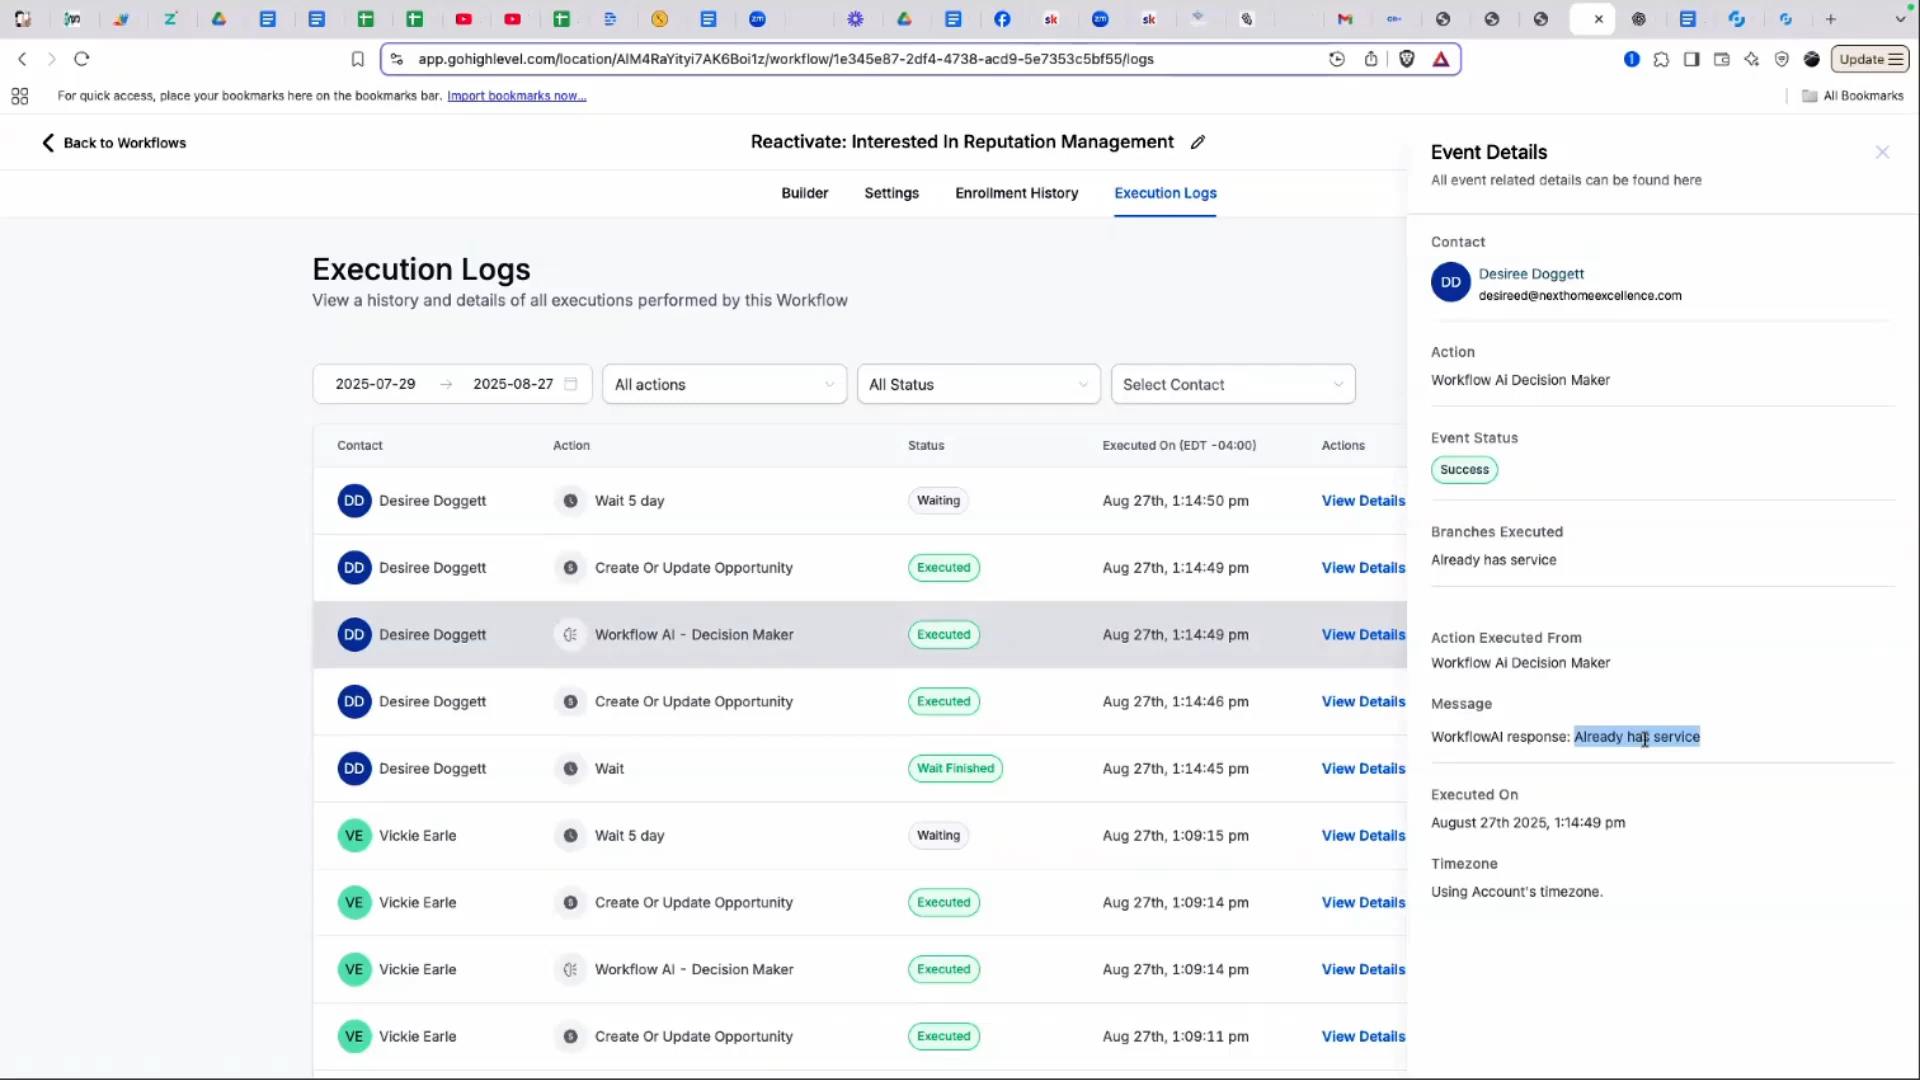 app.gohighlevel.com/location/AIM4RaYityi7AK6Boi1z/workflow/1e345e87-2df4-4738-acd9-5e7353c5bf55/logs
Update
For quick access, place your bookmarks here on the bookmarks bar. Import bookmarks now...
All Bookmarks
Back to Workflows
Reactivate: Interested In Reputation Management
Builder
Settings
Enrollment History
Execution Logs
Execution Logs
View a history and details of all executions performed by this Workflow
2025-07-29 → 2025-08-27
All actions
All Status
Select Contact
Contact Action Status Executed On (EDT -04:00) Actions
DD Desiree Doggett Wait 5 day Waiting Aug 27th, 1:14:50 pm View Details
DD Desiree Doggett Create Or Update Opportunity Executed Aug 27th, 1:14:49 pm View Details
DD Desiree Doggett Workflow AI - Decision Maker Executed Aug 27th, 1:14:49 pm View Details
DD Desiree Doggett Create Or Update Opportunity Executed Aug 27th, 1:14:46 pm View Details
DD Desiree Doggett Wait Wait Finished Aug 27th, 1:14:45 pm View Details
VE Vickie Earle Wait 5 day Waiting Aug 27th, 1:09:15 pm View Details
VE Vickie Earle Create Or Update Opportunity Executed Aug 27th, 1:09:14 pm View Details
VE Vickie Earle Workflow AI - Decision Maker Executed Aug 27th, 1:09:14 pm View Details
VE Vickie Earle Create Or Update Opportunity Executed Aug 27th, 1:09:11 pm View Details
Event Details
All event related details can be found here
Contact
DD
Desiree Doggett
desireed@nexthomeexcellence.com
Action
Workflow Ai Decision Maker
Event Status
Success
Branches Executed
Already has service
Action Executed From
Workflow Ai Decision Maker
Message
WorkflowAI response: Already has service
Executed On
August 27th 2025, 1:14:49 pm
Timezone
Using Account's timezone.